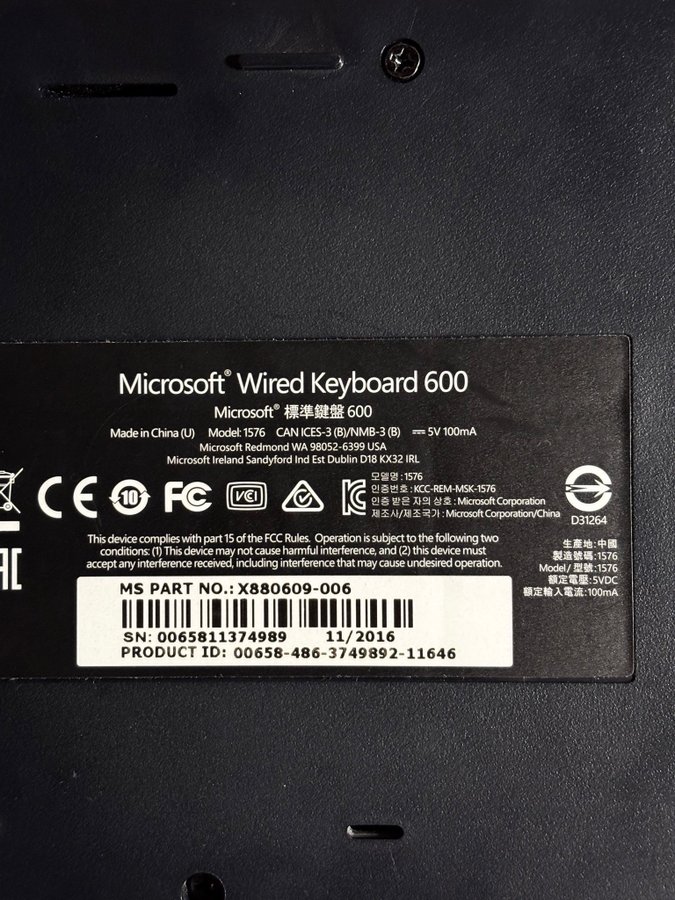 Microsoft® Wired Keyboard 600
Microsoft® 標準鍵盤 600
Made in China (U) Model: 1576 CAN ICES-3 (B)/NMB-3 (B) ⎓ 5V 100mA
Microsoft Redmond WA 98052-6399 USA
Microsoft Ireland Sandyford Ind Est Dublin D18 KX32 IRL
CE 10 FC VCI
모델명 : 1576
인증번호 : KCC-REM-MSK-1576
인증 받은 자의 상호 : Microsoft Corporation
제조사/제조국가 : Microsoft Corporation/China
D31264
This device complies with part 15 of the FCC Rules. Operation is subject to the following two
conditions: (1) This device may not cause harmful interference, and (2) this device must
accept any interference received, including interference that may cause undesired operation.
生產地: 中國
製造號碼: 1576
Model / 型號: 1576
額定電壓: 5VDC
額定輸入電流: 100mA
MS PART NO.: X880609-006
SN: 0065811374989 11/2016
PRODUCT ID: 00658-486-3749892-11646